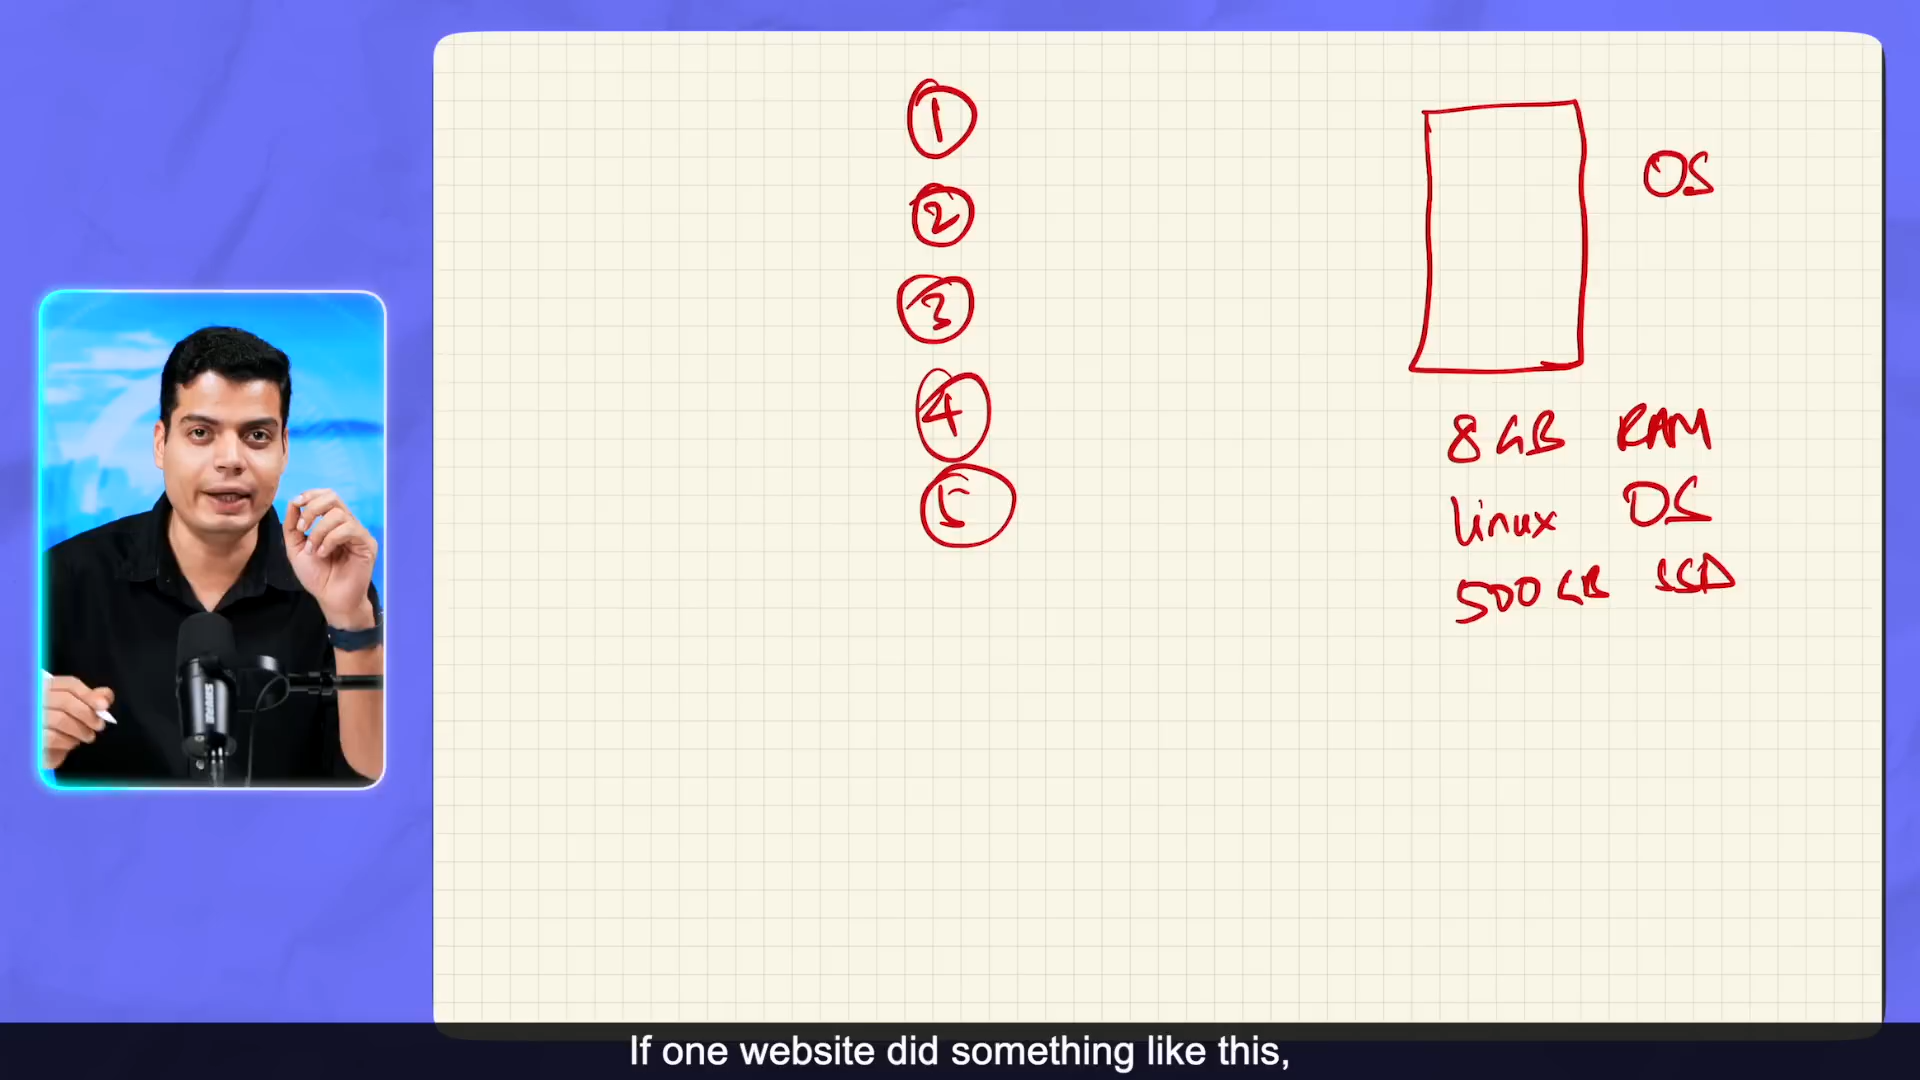 1
2
3
4
5
OS
8 GB RAM
Linux OS
500 GB SSD
SHURE
If one website did something like this,